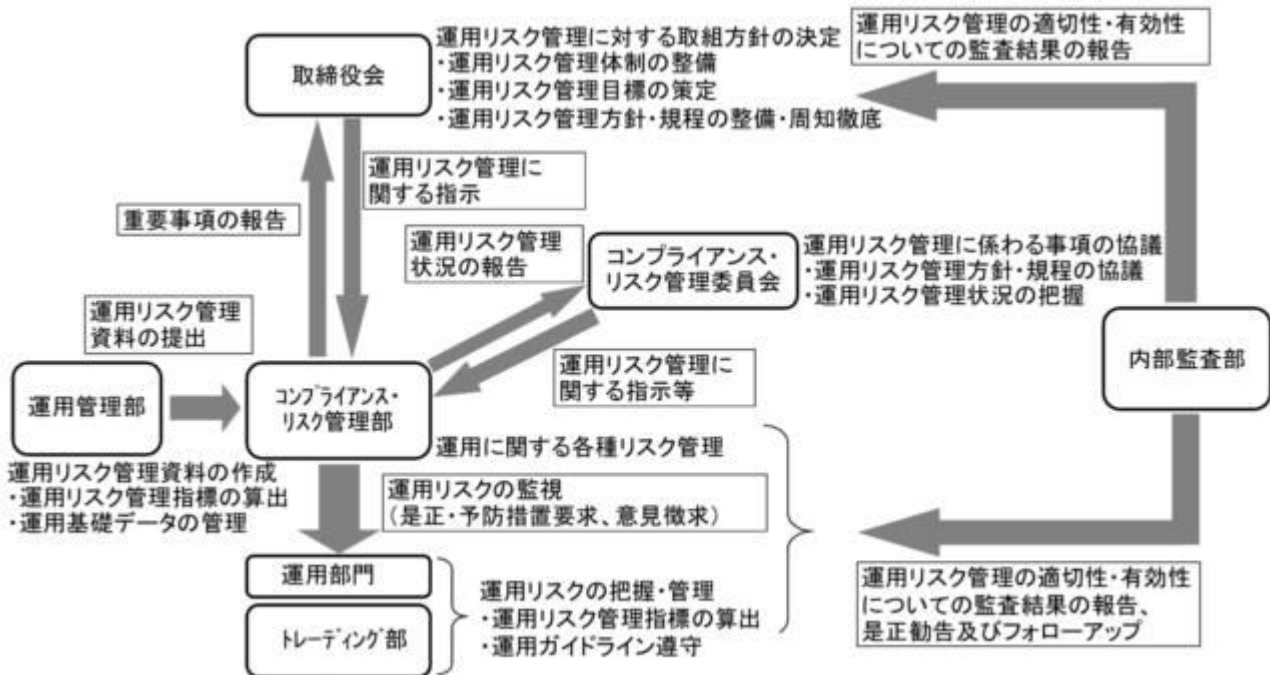 取締役会
運用リスク管理に対する取組方針の決定
・運用リスク管理体制の整備
・運用リスク管理目標の策定
・運用リスク管理方針・規程の整備・周知徹底
運用リスク管理の適切性・有効性
についての監査結果の報告
運用リスク管理に
関する指示
重要事項の報告
運用リスク管理
状況の報告
コンプライアンス・
リスク管理委員会
運用リスク管理に係わる事項の協議
・運用リスク管理方針・規程の協議
・運用リスク管理状況の把握
運用リスク管理
資料の提出
運用リスク管理に
関する指示等
内部監査部
運用管理部
コンプライアンス・
リスク管理部
運用に関する各種リスク管理
運用リスク管理資料の作成
・運用リスク管理指標の算出
・運用基礎データの管理
運用リスクの監視
（是正・予防措置要求、意見徴求）
運用部門
トレーディング部
運用リスクの把握・管理
・運用リスク管理指標の算出
・運用ガイドライン遵守
運用リスク管理の適切性・有効性
についての監査結果の報告、
是正勧告及びフォローアップ